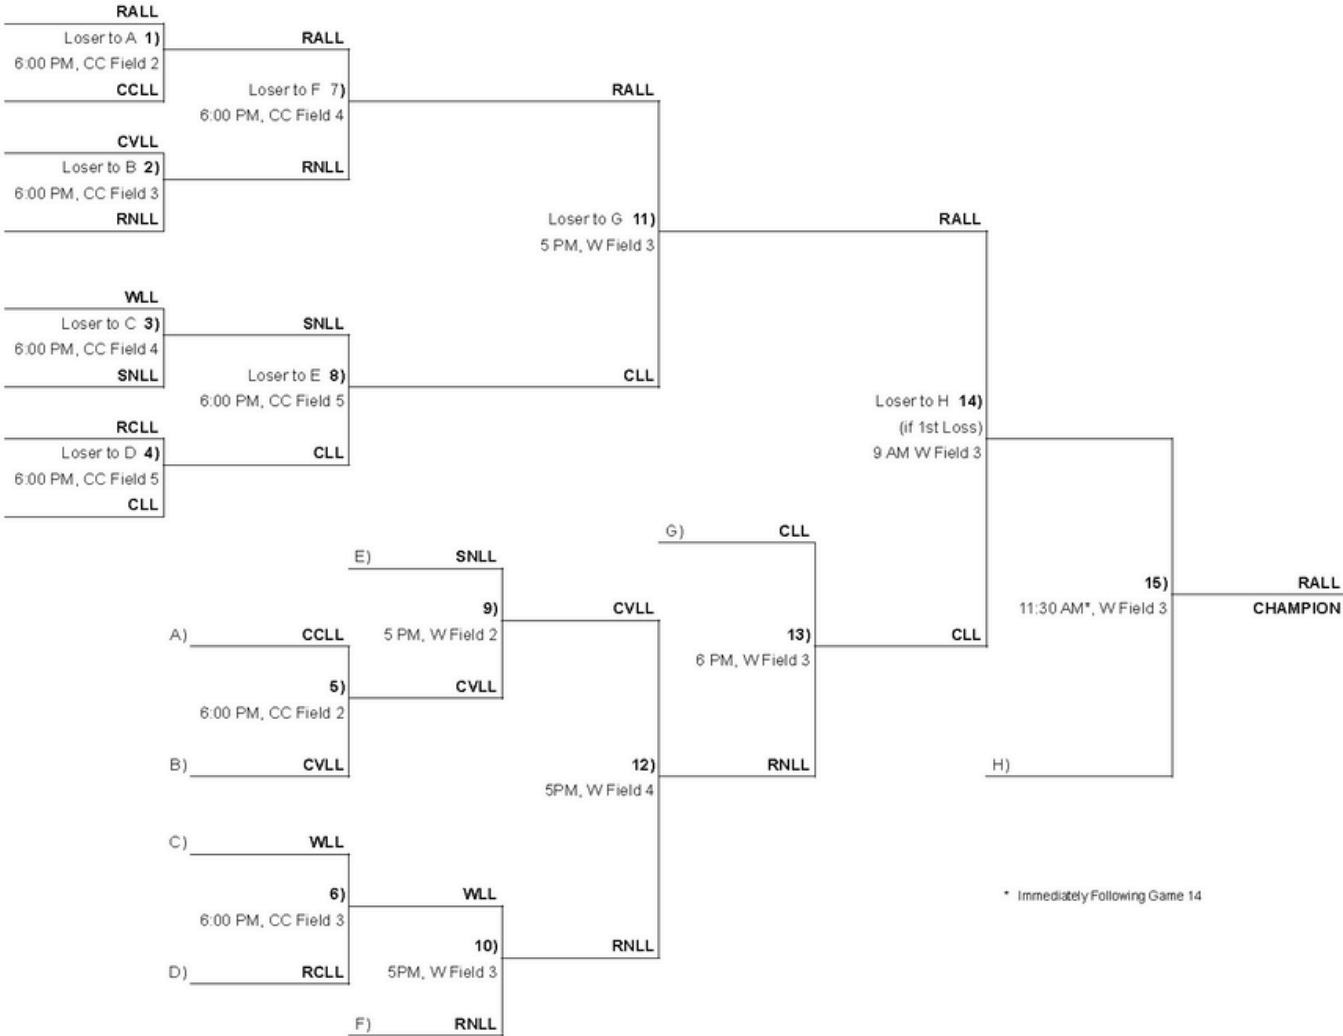 RALL
Loser to A 1)
6:00 PM, CC Field 2
CCLL
CVLL
Loser to B 2)
6:00 PM, CC Field 3
RNLL
WLL
Loser to C 3)
6:00 PM, CC Field 4
SNLL
RCLL
Loser to D 4)
6:00 PM, CC Field 5
CLL
RALL
Loser to F 7)
6:00 PM, CC Field 4
RNLL
SNLL
Loser to E 8)
6:00 PM, CC Field 5
CLL
RALL
Loser to G 11)
5 PM, W Field 3
CLL
RALL
Loser to H 14)
(if 1st Loss)
9 AM W Field 3
CLL
A) CCLL
5)
6:00 PM, CC Field 2
B) CVLL
C) WLL
6)
6:00 PM, CC Field 3
D) RCLL
E) SNLL
9)
5 PM, W Field 2
CVLL
WLL
10)
5PM, W Field 3
F) RNLL
CVLL
12)
5PM, W Field 4
RNLL
G) CLL
13)
6 PM, W Field 3
RNLL
15)
11:30 AM*, W Field 3
H)
RALL
CHAMPION
* Immediately Following Game 14